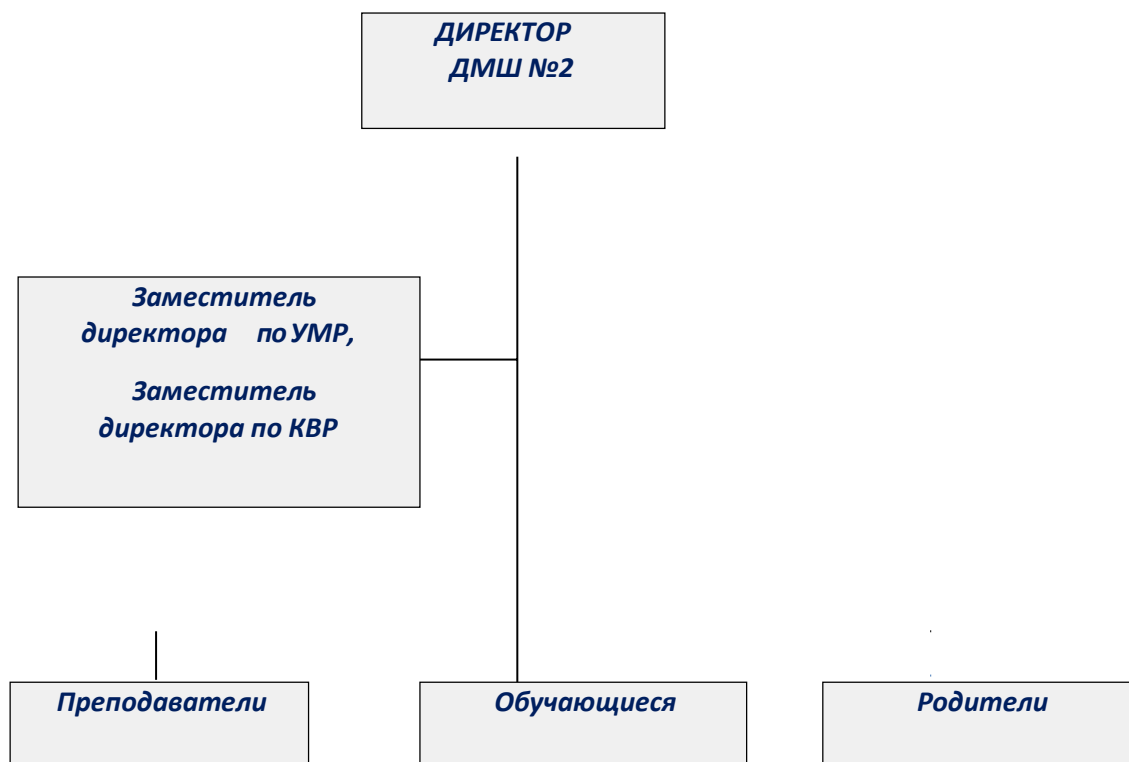 ДИРЕКТОР
ДМШ №2
Заместитель
директора по УМР,
Заместитель
директора по КВР
Преподаватели
Обучающиеся
Родители